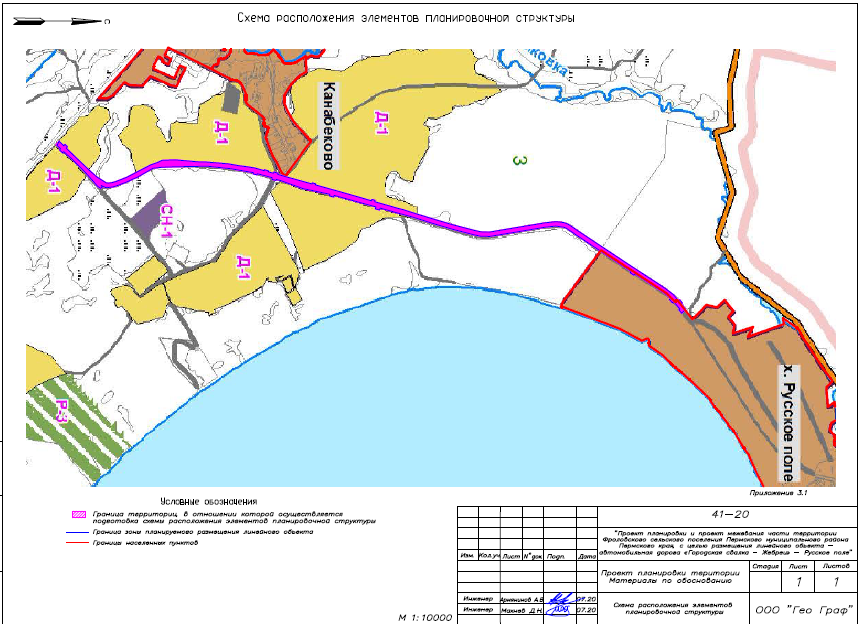 Схема расположения элементов планировочной структуры
С
Канабеково
Д-1
Д-1
З
Д-1
СН-1
Д-1
Р-3
х. Русское поле
Приложение 3.1
Условные обозначения
Граница территории, в отношении которой осуществляется
подготовка схемы расположения элементов планировочной структуры
Граница зоны планируемого размещения линейного объекта
Границы населенных пунктов
М 1:10000
41-20
"Проект планировки и проект межевания части территории
Фроловского сельского поселения Пермского муниципального района
Пермского края, с целью размещения линейного объекта –
автомобильная дорога «Городская свалка – Жебреи» – Русское поле"
Изм. Кол.уч Лист N°док. Подп. Дата
Проект планировки территории
Материалы по обоснованию
Стадия Лист Листов
1 1
Инженер 07.20
Инженер Махнев Д.Н. 07.20
Схема расположения элементов
планировочной структуры
ООО "Гео Граф"